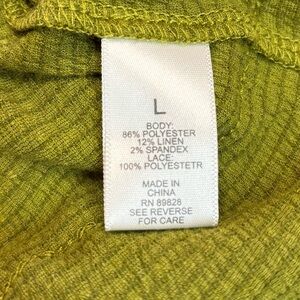 L
BODY:
86% POLYESTER
12% LINEN
2% SPANDEX
LACE:
100% POLYESTETR
MADE IN
CHINA
RN 89828
SEE REVERSE
FOR CARE